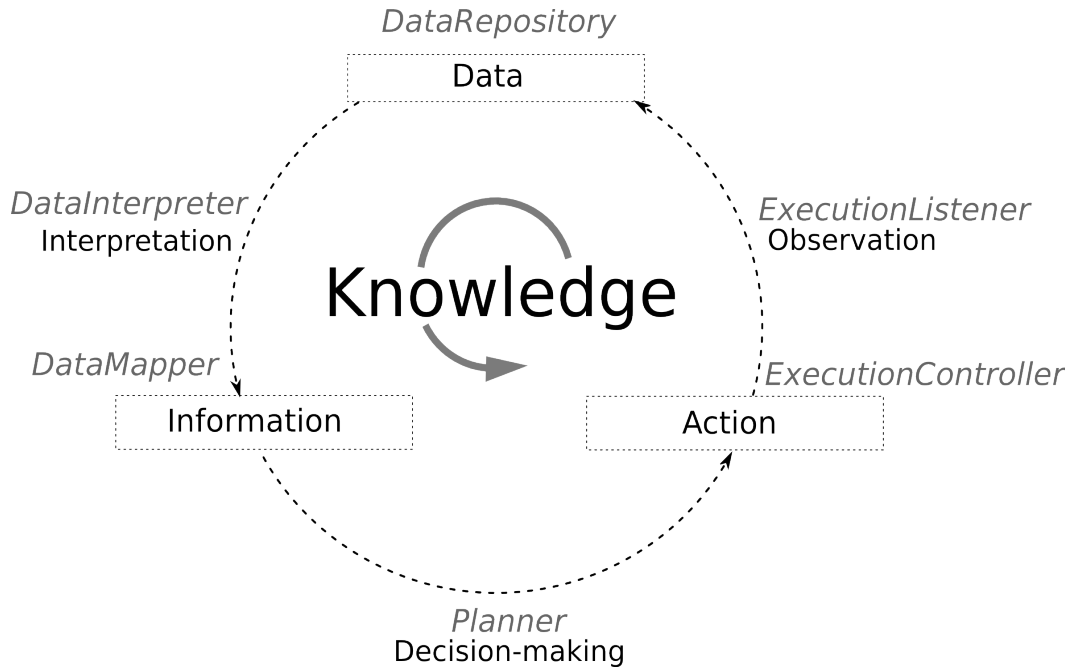 DataRepository
Data
DataInterpreter
Interpretation
ExecutionListener
Observation
Knowledge
DataMapper
Information
ExecutionController
Action
Planner
Decision-making